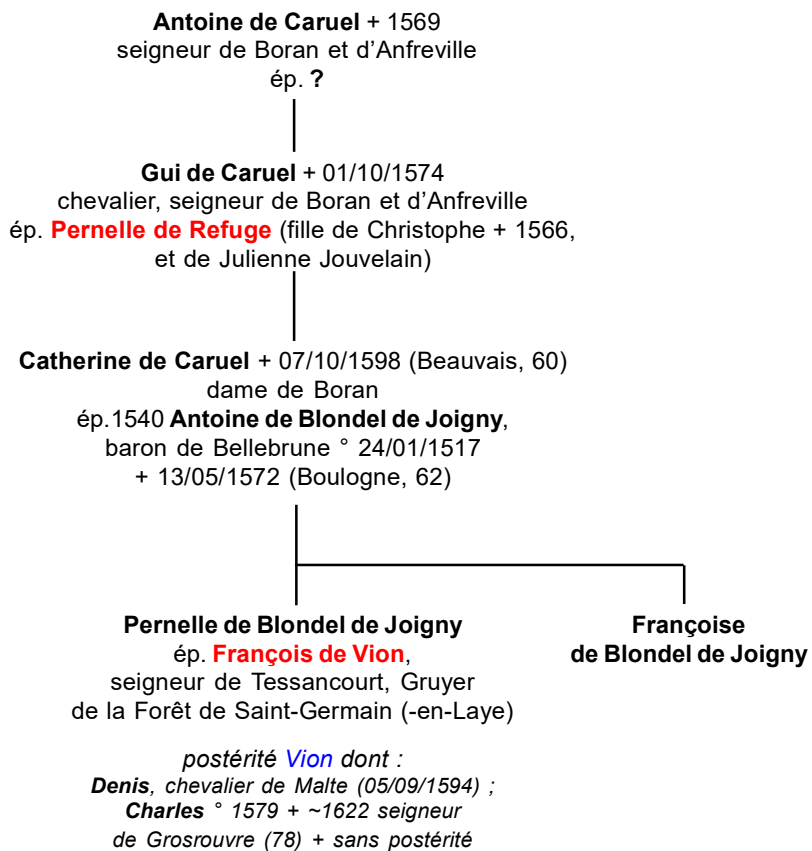 Antoine de Caruel + 1569
seigneur de Boran et d’Anfreville
ép. ?
Gui de Caruel + 01/10/1574
chevalier, seigneur de Boran et d’Anfreville
ép. Pernelle de Refuge (fille de Christophe + 1566,
et de Julienne Jouvelain)
Catherine de Caruel + 07/10/1598 (Beauvais, 60)
dame de Boran
ép.1540 Antoine de Blondel de Joigny,
baron de Bellebrune ° 24/01/1517
+ 13/05/1572 (Boulogne, 62)
Pernelle de Blondel de Joigny
ép. François de Vion,
seigneur de Tessancourt, Gruyer
de la Forêt de Saint-Germain (-en-Laye)
postérité Vion dont :
Denis, chevalier de Malte (05/09/1594) ;
Charles ° 1579 + ~1622 seigneur
de Grosrouvre (78) + sans postérité
Françoise
de Blondel de Joigny